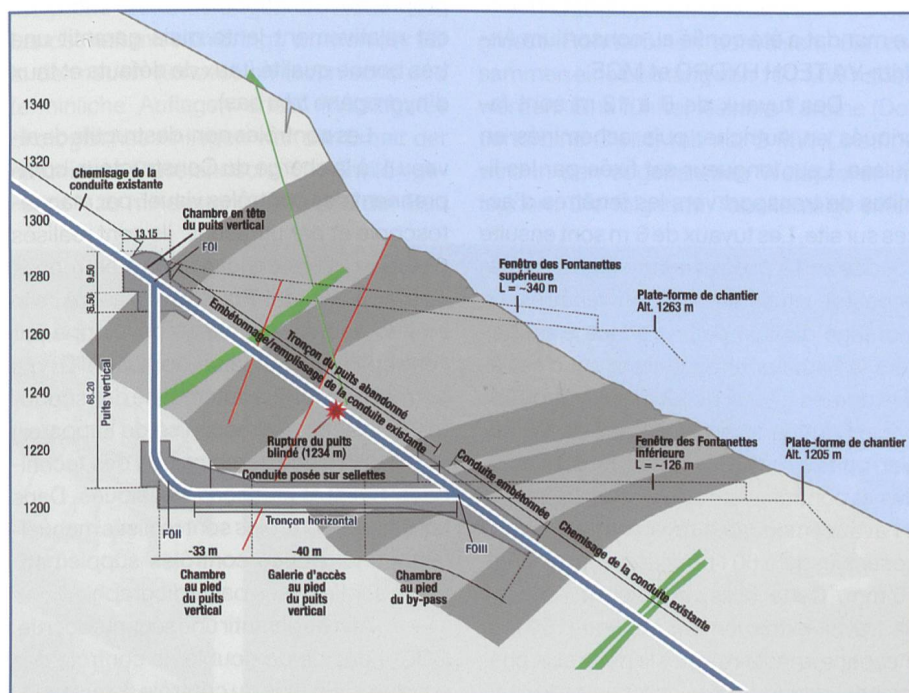 1340
1320
1300
1280
1260
1240
1220
1200
Chemisage de la
conduite existante
13.15
Chambre en tête
du puits vertical
FOI
9.50
6.50
68.20
Puits vertical
Fenêtre des Fontanettes
supérieure
L = ~340 m
Plate-forme de chantier
Alt. 1263 m
Tronçon du puits abandonné
Embétonnage/remplissage de la conduite existante
Rupture du puits
blindé (1234 m)
Conduite posée sur sellettes
Conduite embétonnée
Fenêtre des Fontanettes
inférieure
L = ~126 m
Plate-forme de chantier
Alt. 1205 m
Chemisage de la conduite existante
FOII
Tronçon horizontal
FOIII
~33 m
~40 m
Chambre
au pied
du puits
vertical
Galerie d'accès
au pied
du puits
vertical
Chambre
au pied
du by-pass